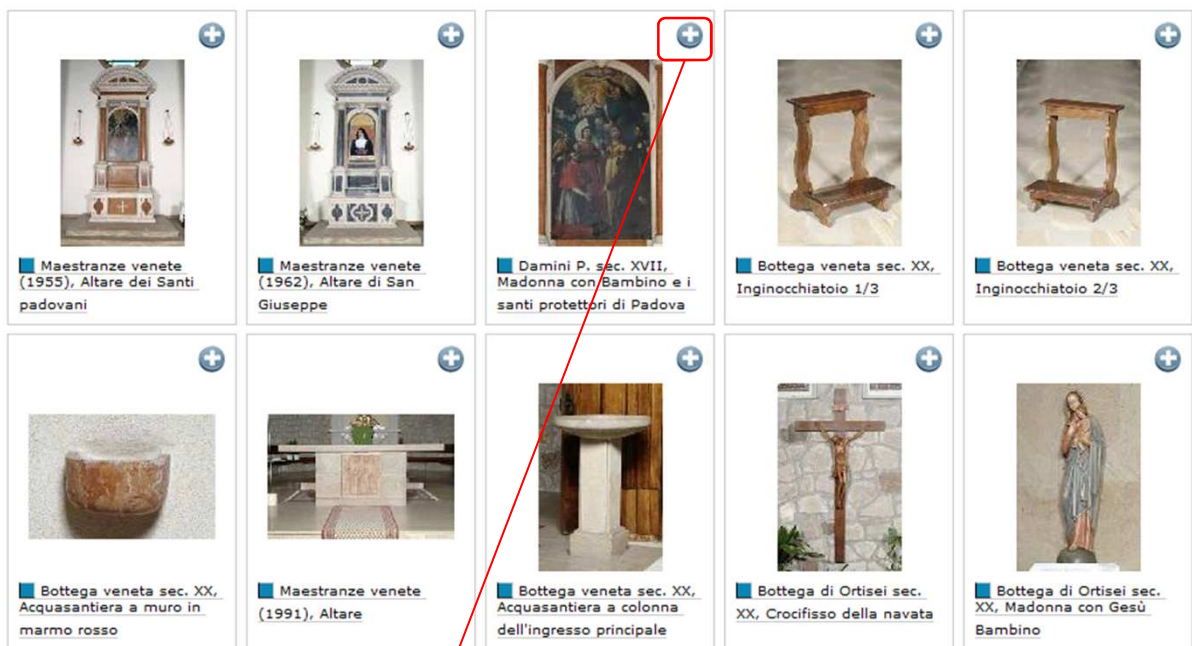 Maestranze venete
(1955), Altare dei Santi
padovani
Maestranze venete
(1962), Altare di San
Giuseppe
Damini P. sec. XVII,
Madonna con Bambino e i
santi protettori di Padova
Bottega veneta sec. XX,
Inginocchiatoio 1/3
Bottega veneta sec. XX,
Inginocchiatoio 2/3
Bottega veneta sec. XX,
Acquasantiera a muro in
marmo rosso
Maestranze venete
(1991), Altare
Bottega veneta sec. XX,
Acquasantiera a colonna
dell'ingresso principale
Bottega di Ortisei sec.
XX, Crocifisso della navata
Bottega di Ortisei sec.
XX, Madonna con Gesù
Bambino